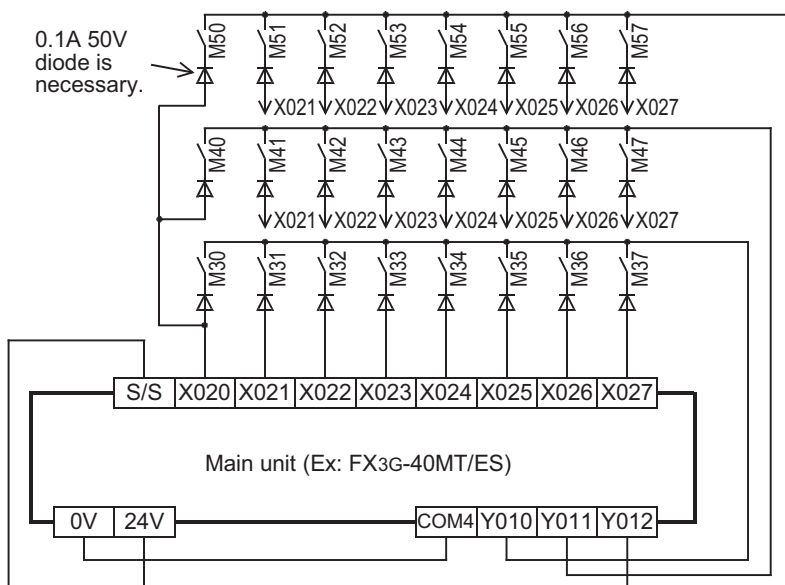 0.1A 50V
diode is
necessary.
M50 M51 M52 M53 M54 M55 M56 M57
X021 X022 X023 X024 X025 X026 X027
M40 M41 M42 M43 M44 M45 M46 M47
X021 X022 X023 X024 X025 X026 X027
M30 M31 M32 M33 M34 M35 M36 M37
S/S X020 X021 X022 X023 X024 X025 X026 X027
Main unit (Ex: FX3G-40MT/ES)
0V 24V COM4 Y010 Y011 Y012